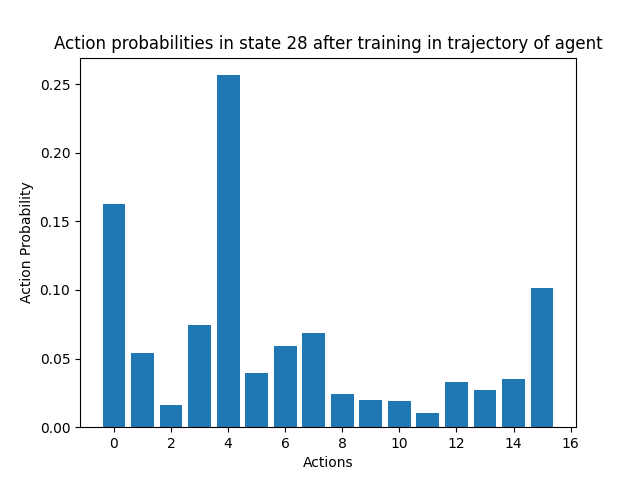 Action probabilities in state 28 after training in trajectory of agent
Action Probability
0.25
0.20
0.15
0.10
0.05
0.00
0 2 4 6 8 10 12 14 16
Actions